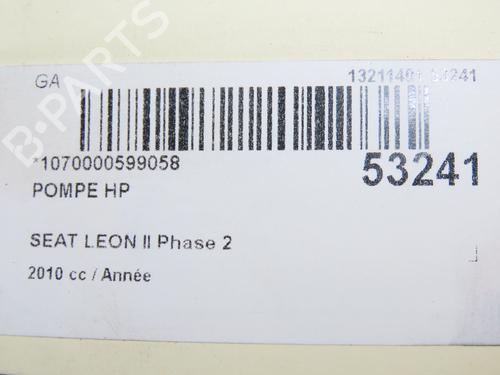 GA
*1070000599058
53241
POMPE HP
SEAT LEON II Phase 2
2010 cc / Année
B-PARTS